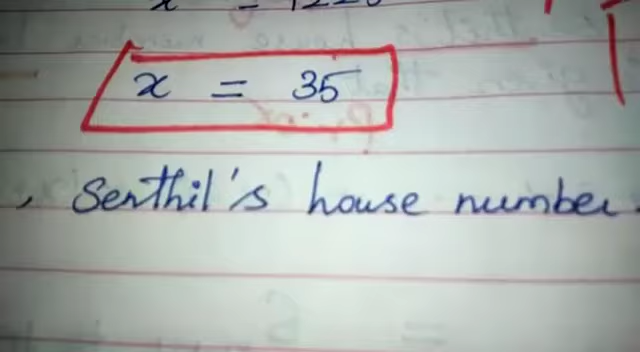 x = 35
, Senthil's house number